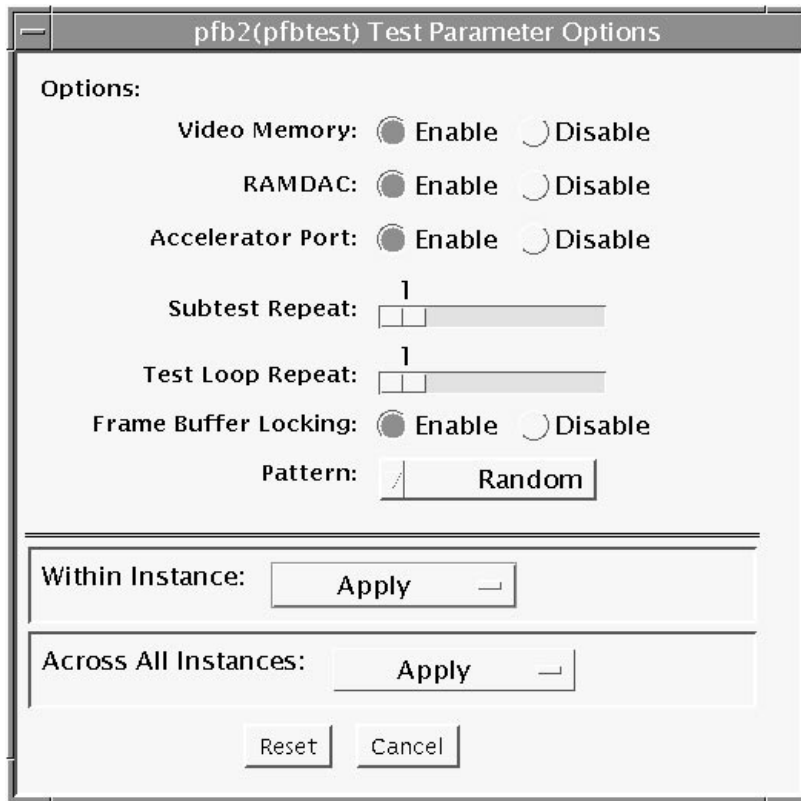 pfb2(pfbtest) Test Parameter Options
Options:
Video Memory: Enable Disable
RAMDAC: Enable Disable
Accelerator Port: Enable Disable
1
Subtest Repeat:
1
Test Loop Repeat:
Frame Buffer Locking: Enable Disable
Pattern: Random
Within Instance: Apply
Across All Instances: Apply
Reset Cancel